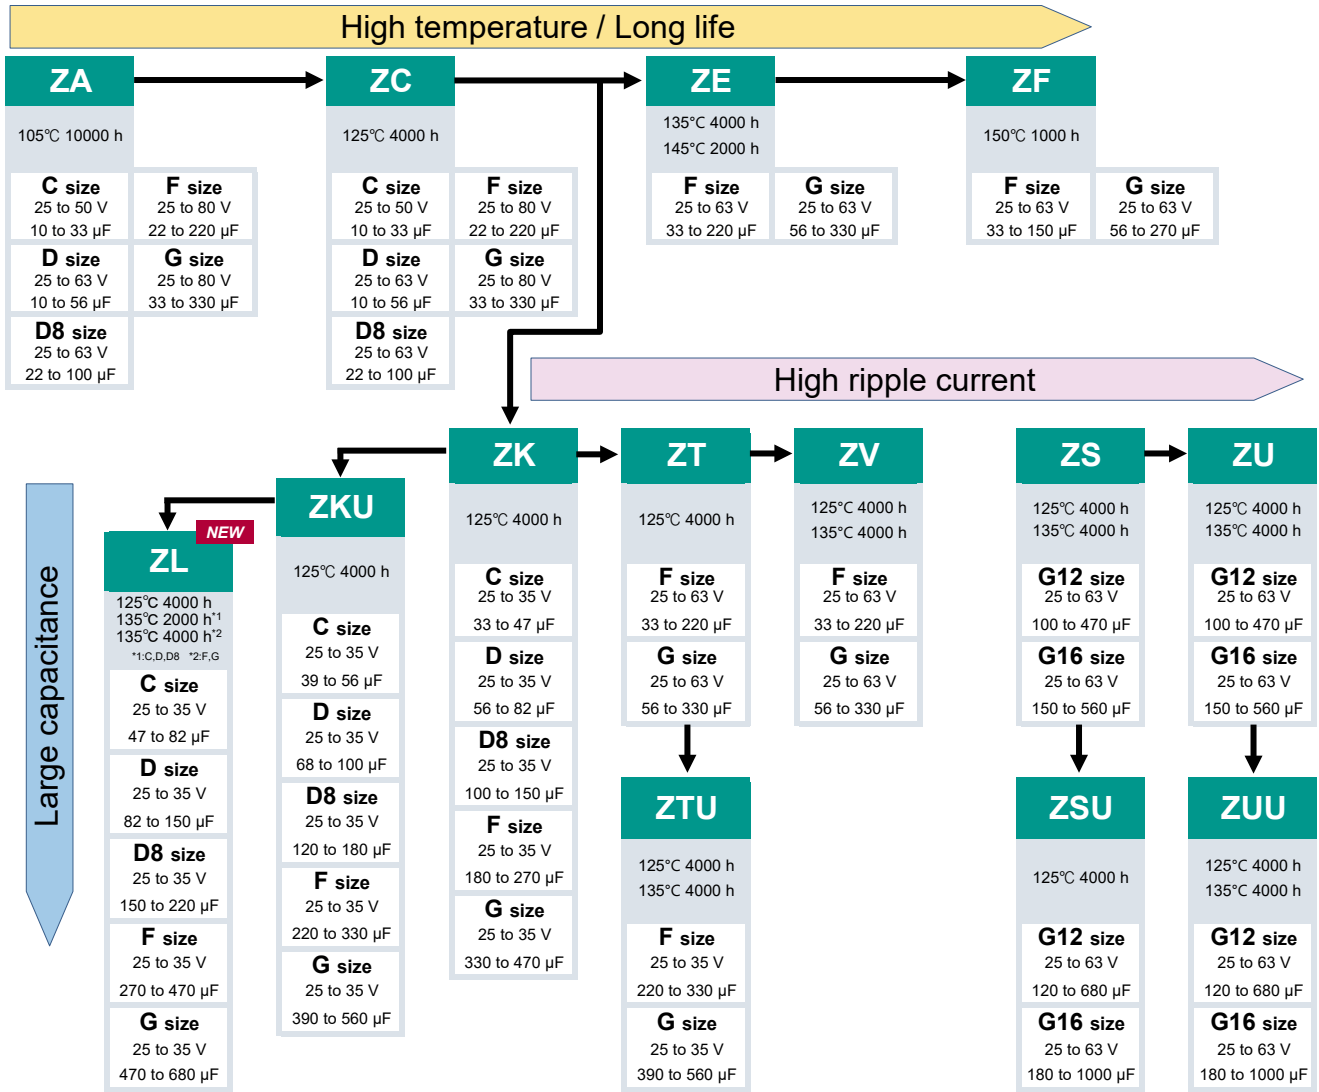 High temperature / Long life
ZA
105℃ 10000 h
C size
25 to 50 V
10 to 33 µF
F size
25 to 80 V
22 to 220 µF
D size
25 to 63 V
10 to 56 µF
G size
25 to 80 V
33 to 330 µF
D8 size
25 to 63 V
22 to 100 µF
ZC
125℃ 4000 h
C size
25 to 50 V
10 to 33 µF
F size
25 to 80 V
22 to 220 µF
D size
25 to 63 V
10 to 56 µF
G size
25 to 80 V
33 to 330 µF
D8 size
25 to 63 V
22 to 100 µF
ZE
135°C 4000 h
145°C 2000 h
F size
25 to 63 V
33 to 220 µF
G size
25 to 63 V
56 to 330 µF
ZF
150℃ 1000 h
F size
25 to 63 V
33 to 150 µF
G size
25 to 63 V
56 to 270 µF
High ripple current
Large capacitance
NEW
ZL
125℃ 4000 h
135℃ 2000 h*1
135℃ 4000 h*2
*1:C,D,D8 *2:F,G
C size
25 to 35 V
47 to 82 µF
D size
25 to 35 V
82 to 150 µF
D8 size
25 to 35 V
150 to 220 µF
F size
25 to 35 V
270 to 470 µF
G size
25 to 35 V
470 to 680 µF
ZKU
125℃ 4000 h
C size
25 to 35 V
39 to 56 µF
D size
25 to 35 V
68 to 100 µF
D8 size
25 to 35 V
120 to 180 µF
F size
25 to 35 V
220 to 330 µF
G size
25 to 35 V
390 to 560 µF
ZK
125℃ 4000 h
C size
25 to 35 V
33 to 47 µF
D size
25 to 35 V
56 to 82 µF
D8 size
25 to 35 V
100 to 150 µF
F size
25 to 35 V
180 to 270 µF
G size
25 to 35 V
330 to 470 µF
ZT
125℃ 4000 h
F size
25 to 63 V
33 to 220 µF
G size
25 to 63 V
56 to 330 µF
ZTU
125℃ 4000 h
135℃ 4000 h
F size
25 to 35 V
220 to 330 µF
G size
25 to 35 V
390 to 560 µF
ZV
125℃ 4000 h
135℃ 4000 h
F size
25 to 63 V
33 to 220 µF
G size
25 to 63 V
56 to 330 µF
ZS
125℃ 4000 h
135℃ 4000 h
G12 size
25 to 63 V
100 to 470 µF
G16 size
25 to 63 V
150 to 560 µF
ZSU
125℃ 4000 h
G12 size
25 to 63 V
120 to 680 µF
G16 size
25 to 63 V
180 to 1000 µF
ZU
125℃ 4000 h
135℃ 4000 h
G12 size
25 to 63 V
100 to 470 µF
G16 size
25 to 63 V
150 to 560 µF
ZUU
125℃ 4000 h
135℃ 4000 h
G12 size
25 to 63 V
120 to 680 µF
G16 size
25 to 63 V
180 to 1000 µF